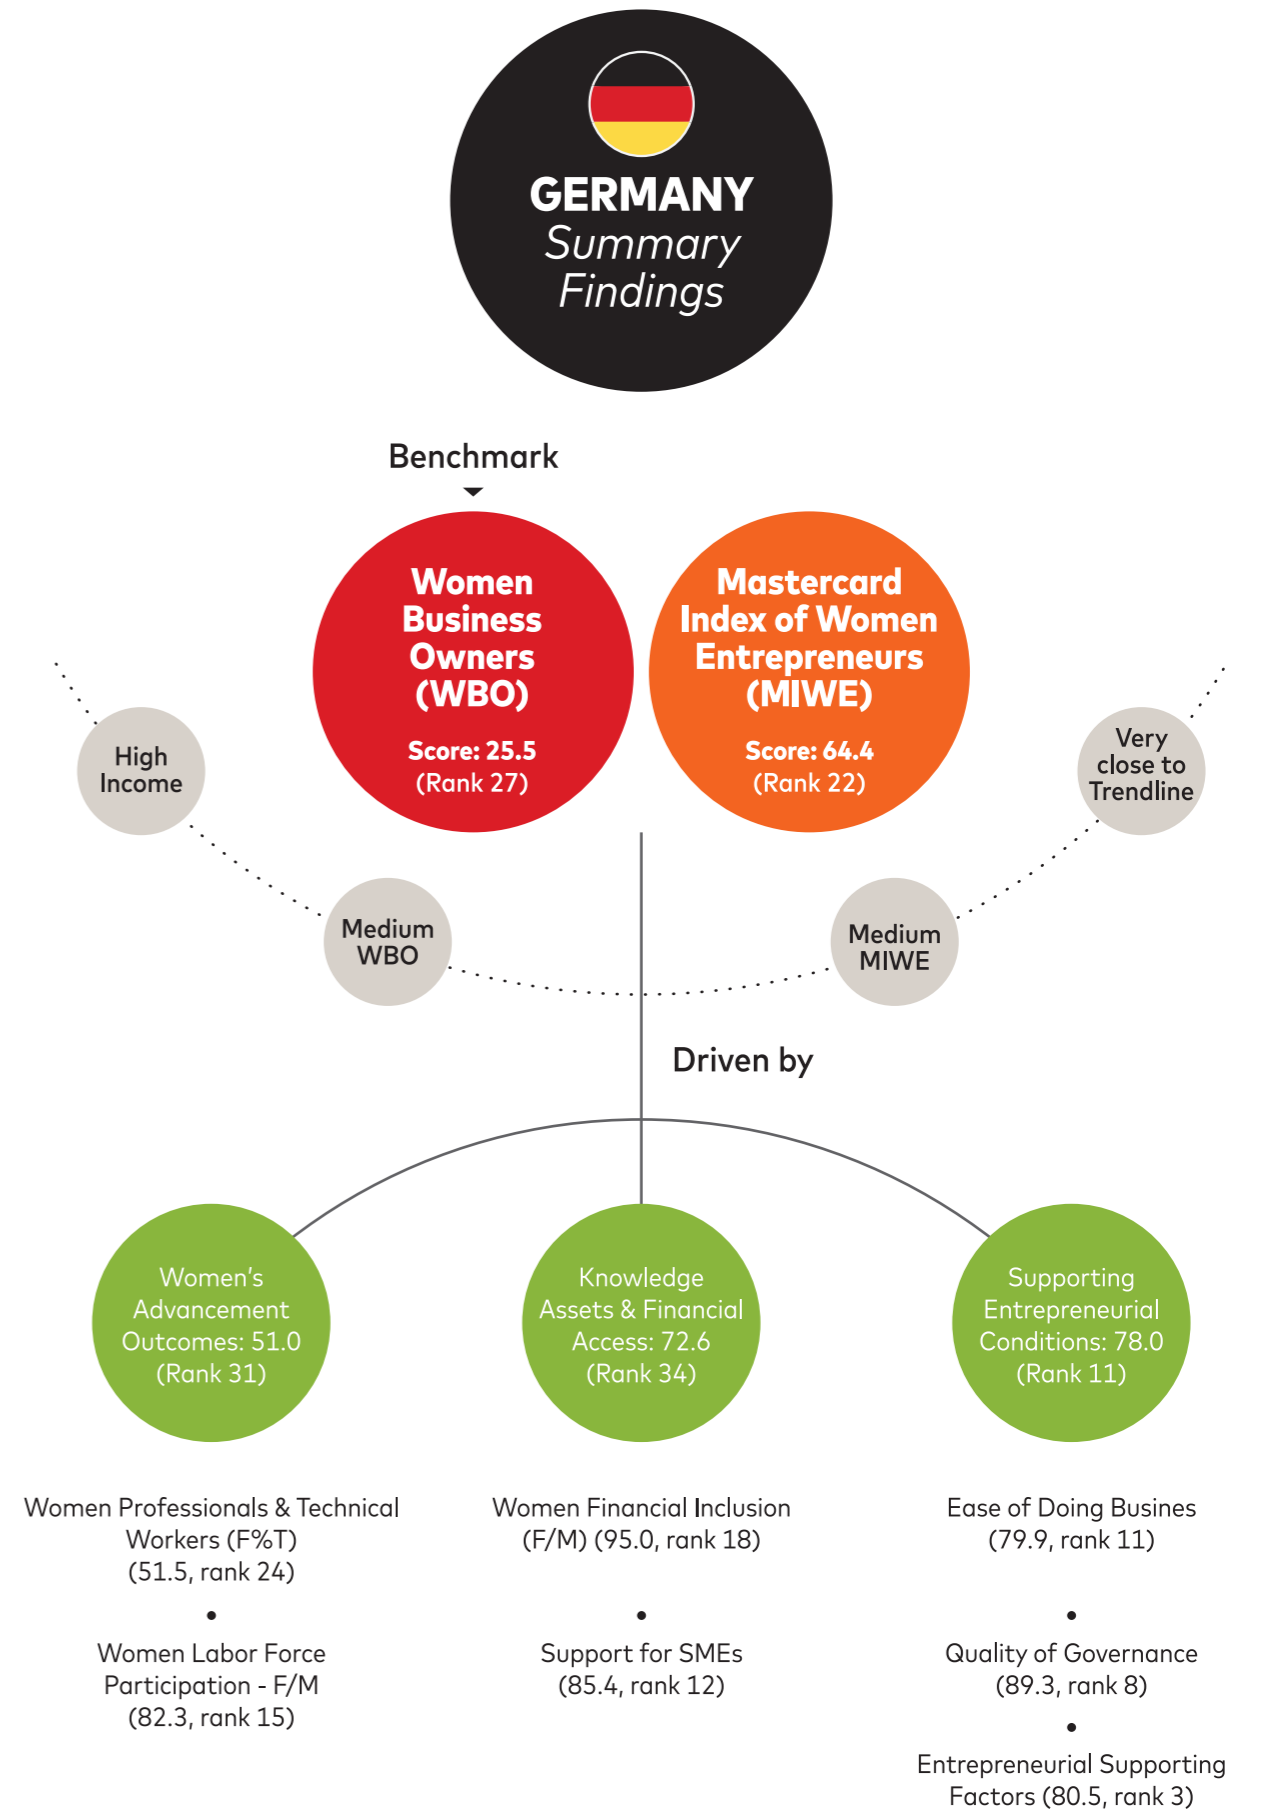 GERMANY
Summary
Findings
Benchmark
Women
Business
Owners
(WBO)
Score: 25.5
(Rank 27)
Mastercard
Index of Women
Entrepreneurs
(MIWE)
Score: 64.4
(Rank 22)
High
Income
Medium
WBO
Medium
MIWE
Very
close to
Trendline
Driven by
Women's
Advancement
Outcomes: 51.0
(Rank 31)
Knowledge
Assets & Financial
Access: 72.6
(Rank 34)
Supporting
Entrepreneurial
Conditions: 78.0
(Rank 11)
Women Professionals & Technical
Workers (F%T)
(51.5, rank 24)
•
Women Labor Force
Participation - F/M
(82.3, rank 15)
Women Financial Inclusion
(F/M) (95.0, rank 18)
•
Support for SMEs
(85.4, rank 12)
Ease of Doing Busines
(79.9, rank 11)
•
Quality of Governance
(89.3, rank 8)
•
Entrepreneurial Supporting
Factors (80.5, rank 3)